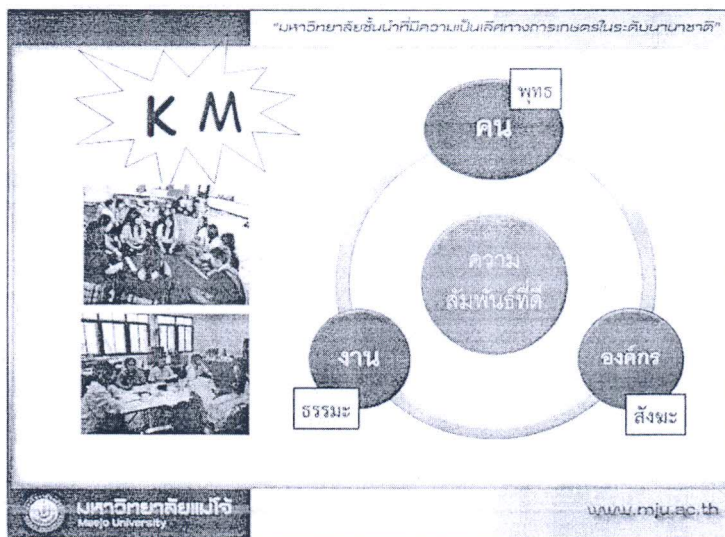 "มหาวิทยาลัยชั้นนำที่มีความเป็นเลิศทางการเกษตรในระดับนานาชาติ"
K M
พุทธ
คน
ความ
สัมพันธ์ที่ดี
งาน
องค์กร
ธรรมะ
สังฆะ
มหาวิทยาลัยแม่โจ้
Maejo University
www.mju.ac.th